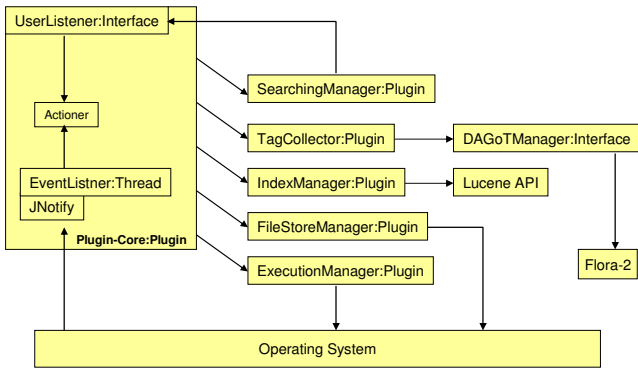 UserListener:Interface
SearchingManager:Plugin
Actioner
TagCollector:Plugin
DAGoTManager:Interface
EventListner:Thread
IndexManager:Plugin
Lucene API
JNotify
FileStoreManager:Plugin
Plugin-Core:Plugin
Flora-2
ExecutionManager:Plugin
Operating System